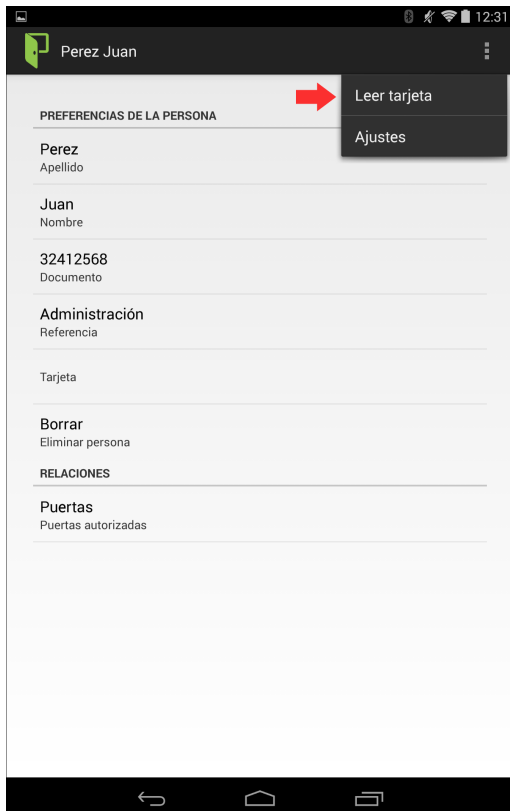 12:31
Perez Juan
Leer tarjeta
Ajustes
PREFERENCIAS DE LA PERSONA
Perez
Apellido
Juan
Nombre
32412568
Documento
Administración
Referencia
Tarjeta
Borrar
Eliminar persona
RELACIONES
Puertas
Puertas autorizadas